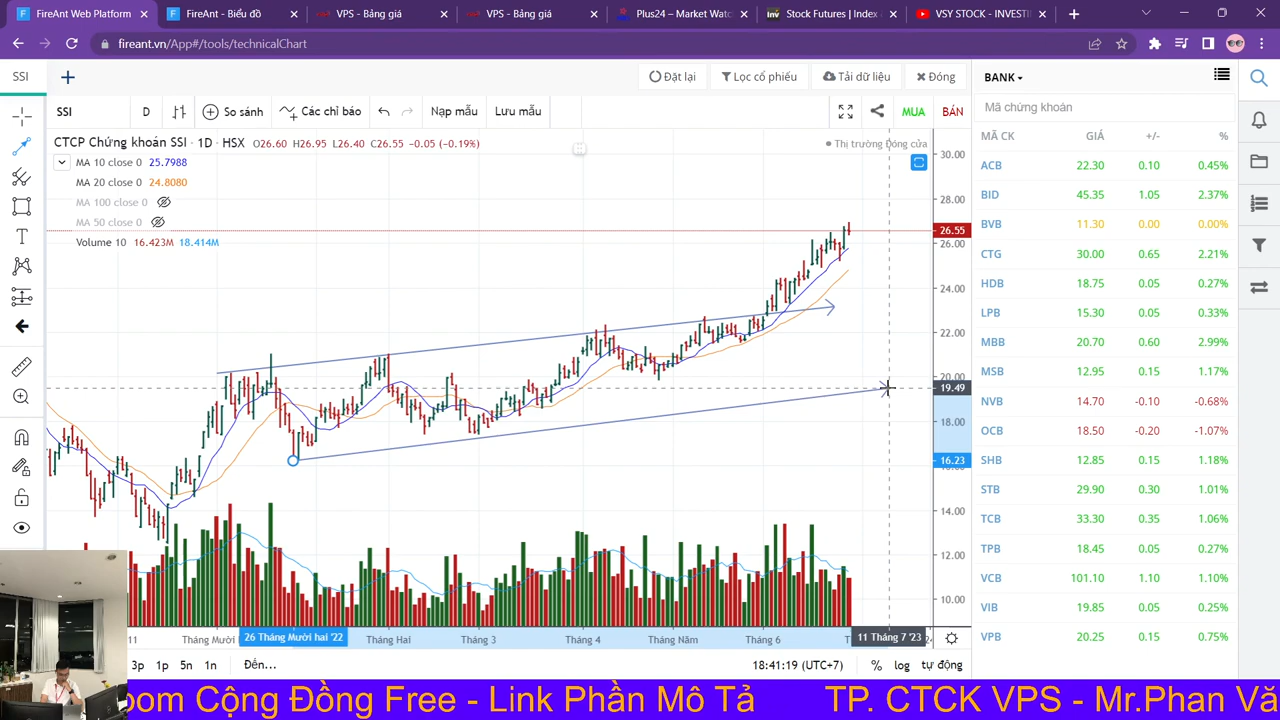 FireAnt Web Platform
FireAnt - Biểu đồ
VPS - Bảng giá
VPS - Bảng giá
Plus24 – Market Watc
Stock Futures | Index
VSY STOCK - INVESTI
fireant.vn/App#/tools/technicalChart
SSI
Đặt lại
Lọc cổ phiếu
Tải dữ liệu
Đóng
SSI
D
So sánh
Các chỉ báo
Nạp mẫu
Lưu mẫu
MUA
BÁN
CTCP Chứng khoán SSI · 1D · HSX O26.60 H26.95 L26.40 C26.55 -0.05 (-0.19%)
Thị trường Đóng cửa
MA 10 close 0 25.7988
MA 20 close 0 24.8080
MA 100 close 0
MA 50 close 0
Volume 10 16.423M 18.414M
30.00
28.00
26.55
26.00
24.00
22.00
20.00
19.49
18.00
16.23
14.00
12.00
10.00
11
Tháng Mười
26 Tháng Mười hai '22
Tháng Hai
Tháng 3
Tháng 4
Tháng Năm
Tháng 6
11 Tháng 7 '23
3p
1p
5n
1n
Đến...
18:41:19 (UTC+7)
%
log
tự động
BANK
Mã chứng khoán
MÃ CK GIÁ +/- %
ACB 22.30 0.10 0.45%
BID 45.35 1.05 2.37%
BVB 11.30 0.00 0.00%
CTG 30.00 0.65 2.21%
HDB 18.75 0.05 0.27%
LPB 15.30 0.05 0.33%
MBB 20.70 0.60 2.99%
MSB 12.95 0.15 1.17%
NVB 14.70 -0.10 -0.68%
OCB 18.50 -0.20 -1.07%
SHB 12.85 0.15 1.18%
STB 29.90 0.30 1.01%
TCB 33.30 0.35 1.06%
TPB 18.45 0.05 0.27%
VCB 101.10 1.10 1.10%
VIB 19.85 0.05 0.25%
VPB 20.25 0.15 0.75%
oom Cộng Đồng Free - Link Phần Mô Tả TP. CTCK VPS - Mr.Phan Vă